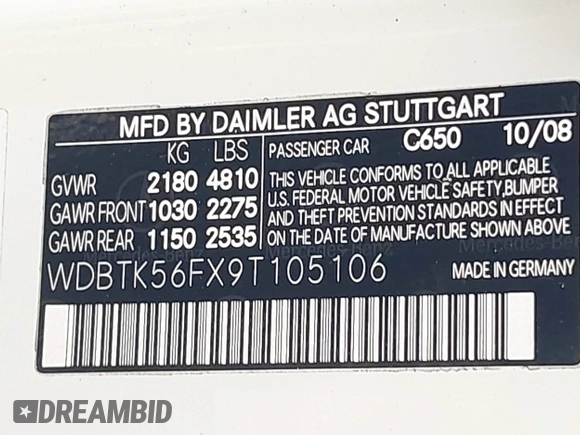 MFD BY DAIMLER AG STUTTGART
KG LBS
GVWR 2180 4810
GAWR FRONT 1030 2275
GAWR REAR 1150 2535
PASSENGER CAR C650 10/08
THIS VEHICLE CONFORMS TO ALL APPLICABLE
U.S. FEDERAL MOTOR VEHICLE SAFETY, BUMPER
AND THEFT PREVENTION STANDARDS IN EFFECT
ON THE DATE OF MANUFACTURE SHOWN ABOVE
WDBTK56FX9T105106 MADE IN GERMANY
DREAMBID